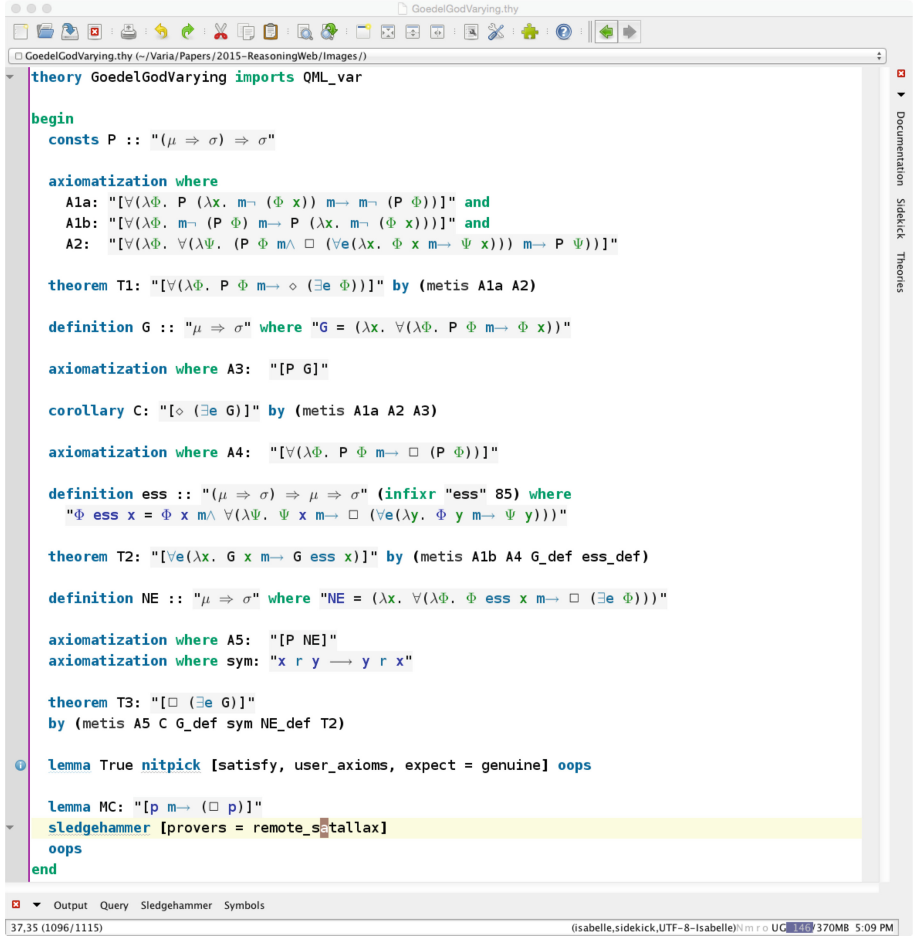 GoedelGodVarying.thy
GoedelGodVarying.thy (~/Varia/Papers/2015-ReasoningWeb/Images/)
theory GoedelGodVarying imports QML_var
begin
consts P :: "(μ ⇒ σ) ⇒ σ"
axiomatization where
A1a: "[∀(λΦ. P (λx. m¬ (Φ x)) m→ m¬ (P Φ))]" and
A1b: "[∀(λΦ. m¬ (P Φ) m→ P (λx. m¬ (Φ x)))]" and
A2: "[∀(λΦ. ∀(λΨ. (P Φ m∧ □ (∀e(λx. Φ x m→ Ψ x))) m→ P Ψ))]"
theorem T1: "[∀(λΦ. P Φ m→ ◇ (∃e Φ))]" by (metis A1a A2)
definition G :: "μ ⇒ σ" where "G = (λx. ∀(λΦ. P Φ m→ Φ x))"
axiomatization where A3: "[P G]"
corollary C: "[◇ (∃e G)]" by (metis A1a A2 A3)
axiomatization where A4: "[∀(λΦ. P Φ m→ □ (P Φ))]"
definition ess :: "(μ ⇒ σ) ⇒ μ ⇒ σ" (infixr "ess" 85) where
"Φ ess x = Φ x m∧ ∀(λΨ. Ψ x m→ □ (∀e(λy. Φ y m→ Ψ y)))"
theorem T2: "[∀e(λx. G x m→ G ess x)]" by (metis A1b A4 G_def ess_def)
definition NE :: "μ ⇒ σ" where "NE = (λx. ∀(λΦ. Φ ess x m→ □ (∃e Φ)))"
axiomatization where A5: "[P NE]"
axiomatization where sym: "x r y ⟶ y r x"
theorem T3: "[□ (∃e G)]"
by (metis A5 C G_def sym NE_def T2)
lemma True nitpick [satisfy, user_axioms, expect = genuine] oops
lemma MC: "[p m→ (□ p)]"
sledgehammer [provers = remote_satallax]
oops
end
Documentation
Sidekick
Theories
Output Query Sledgehammer Symbols
37,35 (1096/1115)
(isabelle,sidekick,UTF-8-Isabelle)N m r o UG 146/370MB 5:09 PM